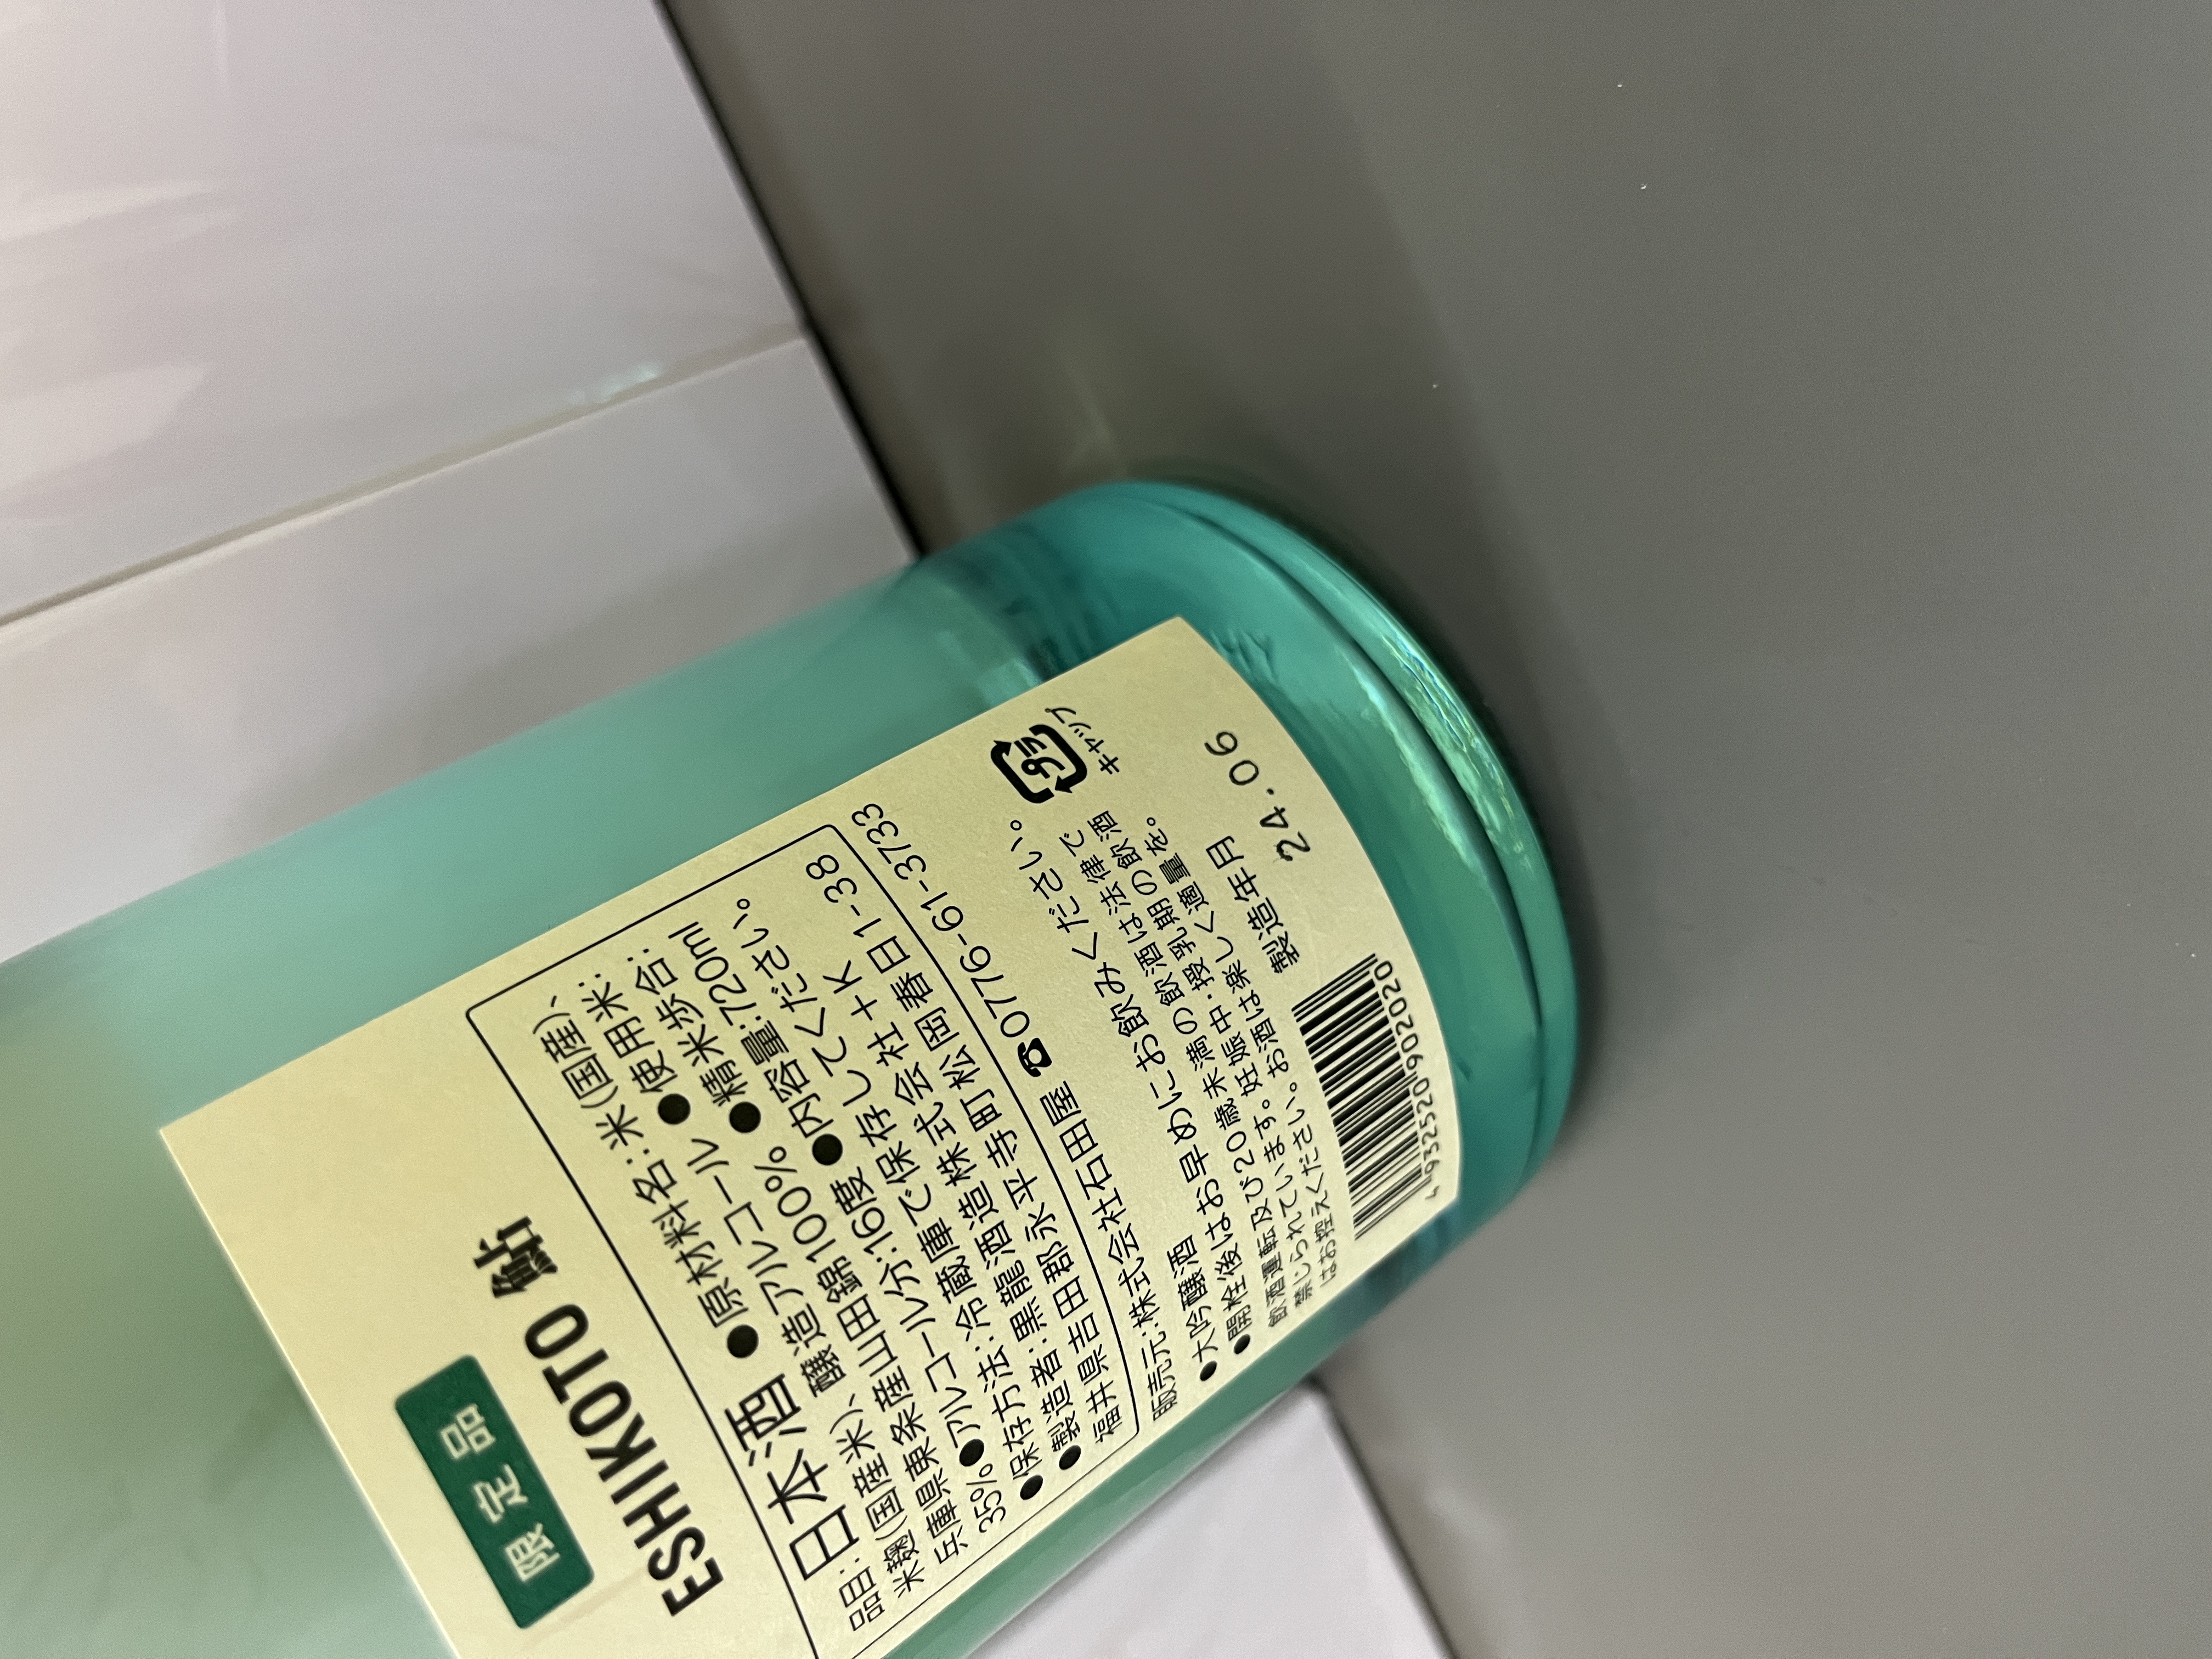 限定品
ESHIKOTO 鮎
品目:日本酒 ●原材料名:米(国産)、
米麹(国産米)、醸造アルコール ●使用米:
兵庫県東条産山田錦100% ●精米歩合:
35% ●アルコール分:16度 ●内容量:720ml
●保存方法:冷蔵庫で保存してください。
●製造者:黒龍酒造株式会社 ✝K
福井県吉田郡永平寺町松岡春日1-38
販売元:株式会社石田屋 ☎0776-61-3733
●大吟醸酒
●開栓後はお早めにお飲みください。
飲酒運転及び20歳未満の飲酒は法律で
禁じられています。妊娠中・授乳期の飲酒
はお控えください。お酒は楽しく適量を。
プラ
キャップ
製造年月
24.06
4932520902020